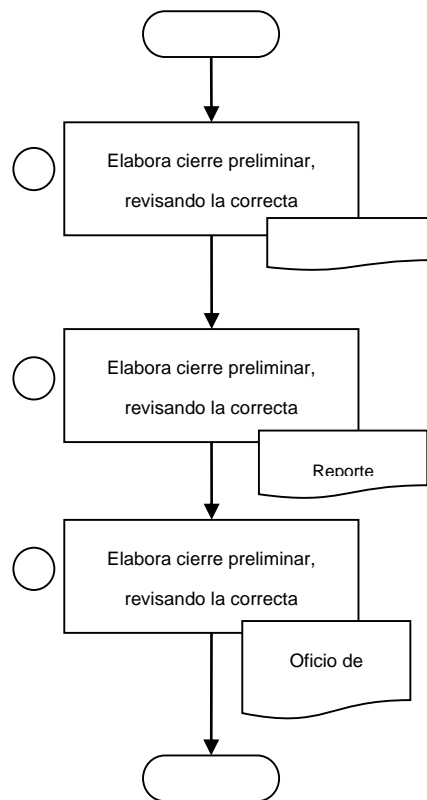 Elabora cierre preliminar,
revisando la correcta
Elabora cierre preliminar,
revisando la correcta
Reporte
Elabora cierre preliminar,
revisando la correcta
Oficio de